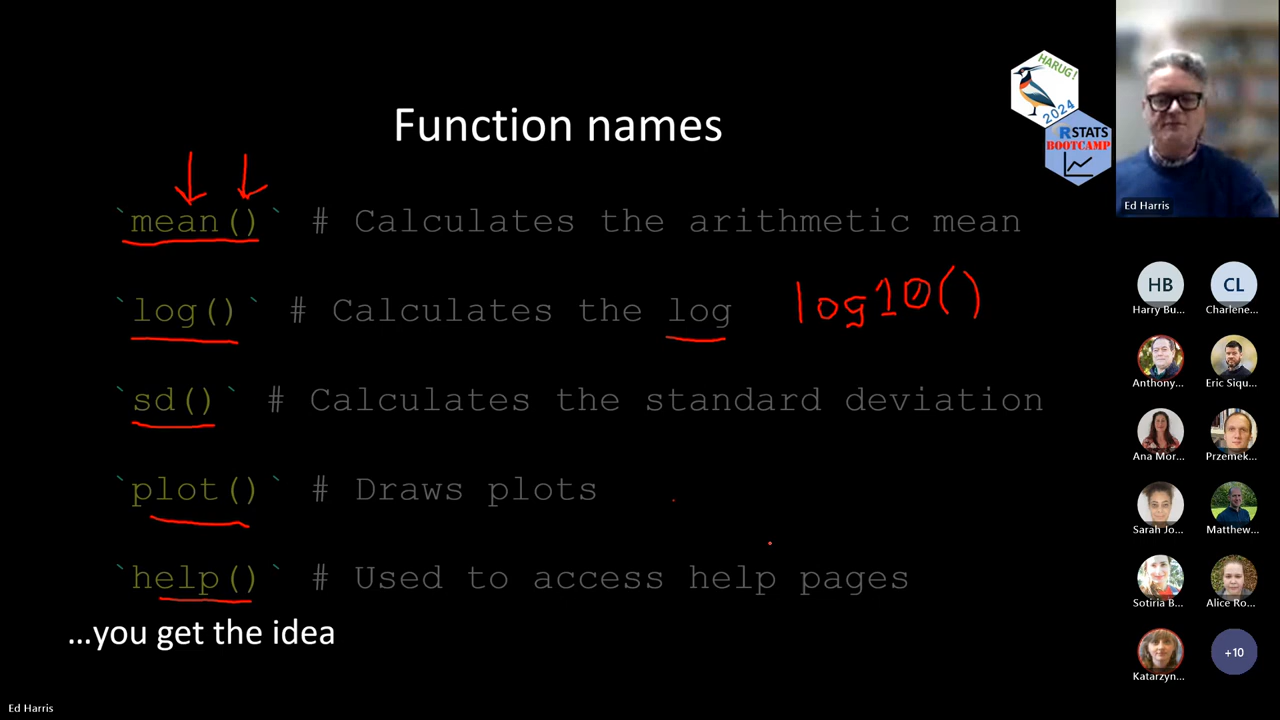 HARUG!
2024
RSTATS
BOOTCAMP
Function names
`mean()` # Calculates the arithmetic mean
`log()` # Calculates the log
log10()
`sd()` # Calculates the standard deviation
`plot()` # Draws plots
`help()` # Used to access help pages
...you get the idea
Ed Harris
Ed Harris
HB
CL
Harry Bu...
Charlene...
Anthony...
Eric Siqu...
Ana Mor...
Przemek...
Sarah Jo...
Matthew...
Sotiria B...
Alice Ro...
Katarzyn...
+10